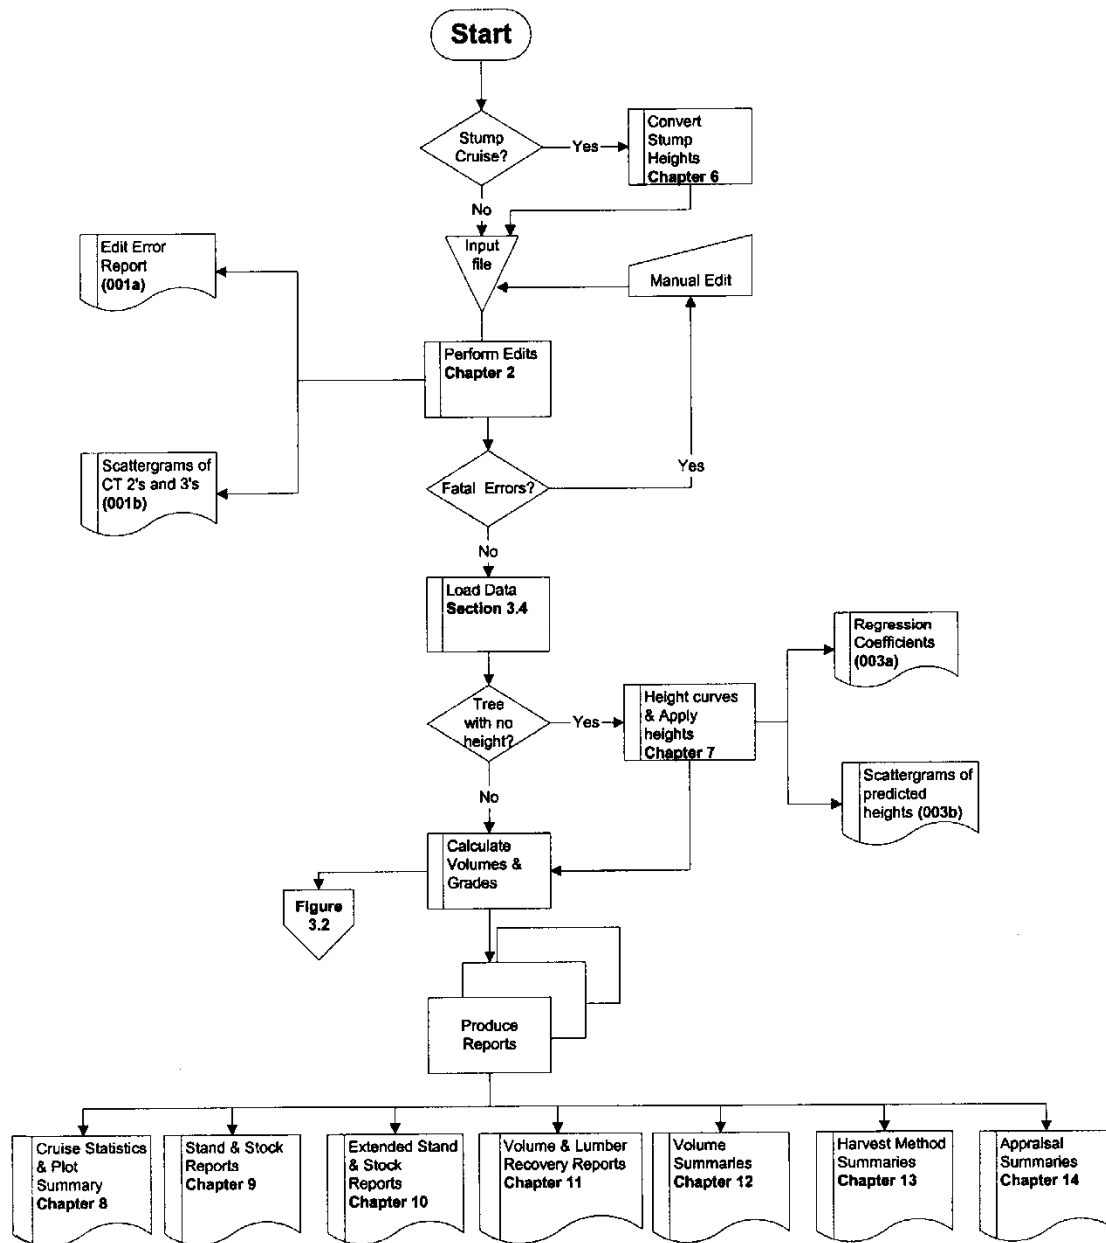 Start
Stump
Cruise?
Yes
Convert
Stump
Heights
Chapter 6
No
Input
file
Edit Error
Report
(001a)
Manual Edit
Perform Edits
Chapter 2
Scattergrams of
CT 2's and 3's
(001b)
Yes
Fatal Errors?
No
Load Data
Section 3.4
Regression
Coefficients
(003a)
Tree
with no
height?
Yes
Height curves
& Apply
heights
Chapter 7
Scattergrams of
predicted
heights (003b)
No
Calculate
Volumes &
Grades
Figure
3.2
Produce
Reports
Cruise Statistics
& Plot
Summary
Chapter 8
Stand & Stock
Reports
Chapter 9
Extended Stand
& Stock
Reports
Chapter 10
Volume & Lumber
Recovery Reports
Chapter 11
Volume
Summaries
Chapter 12
Harvest Method
Summaries
Chapter 13
Appraisal
Summaries
Chapter 14